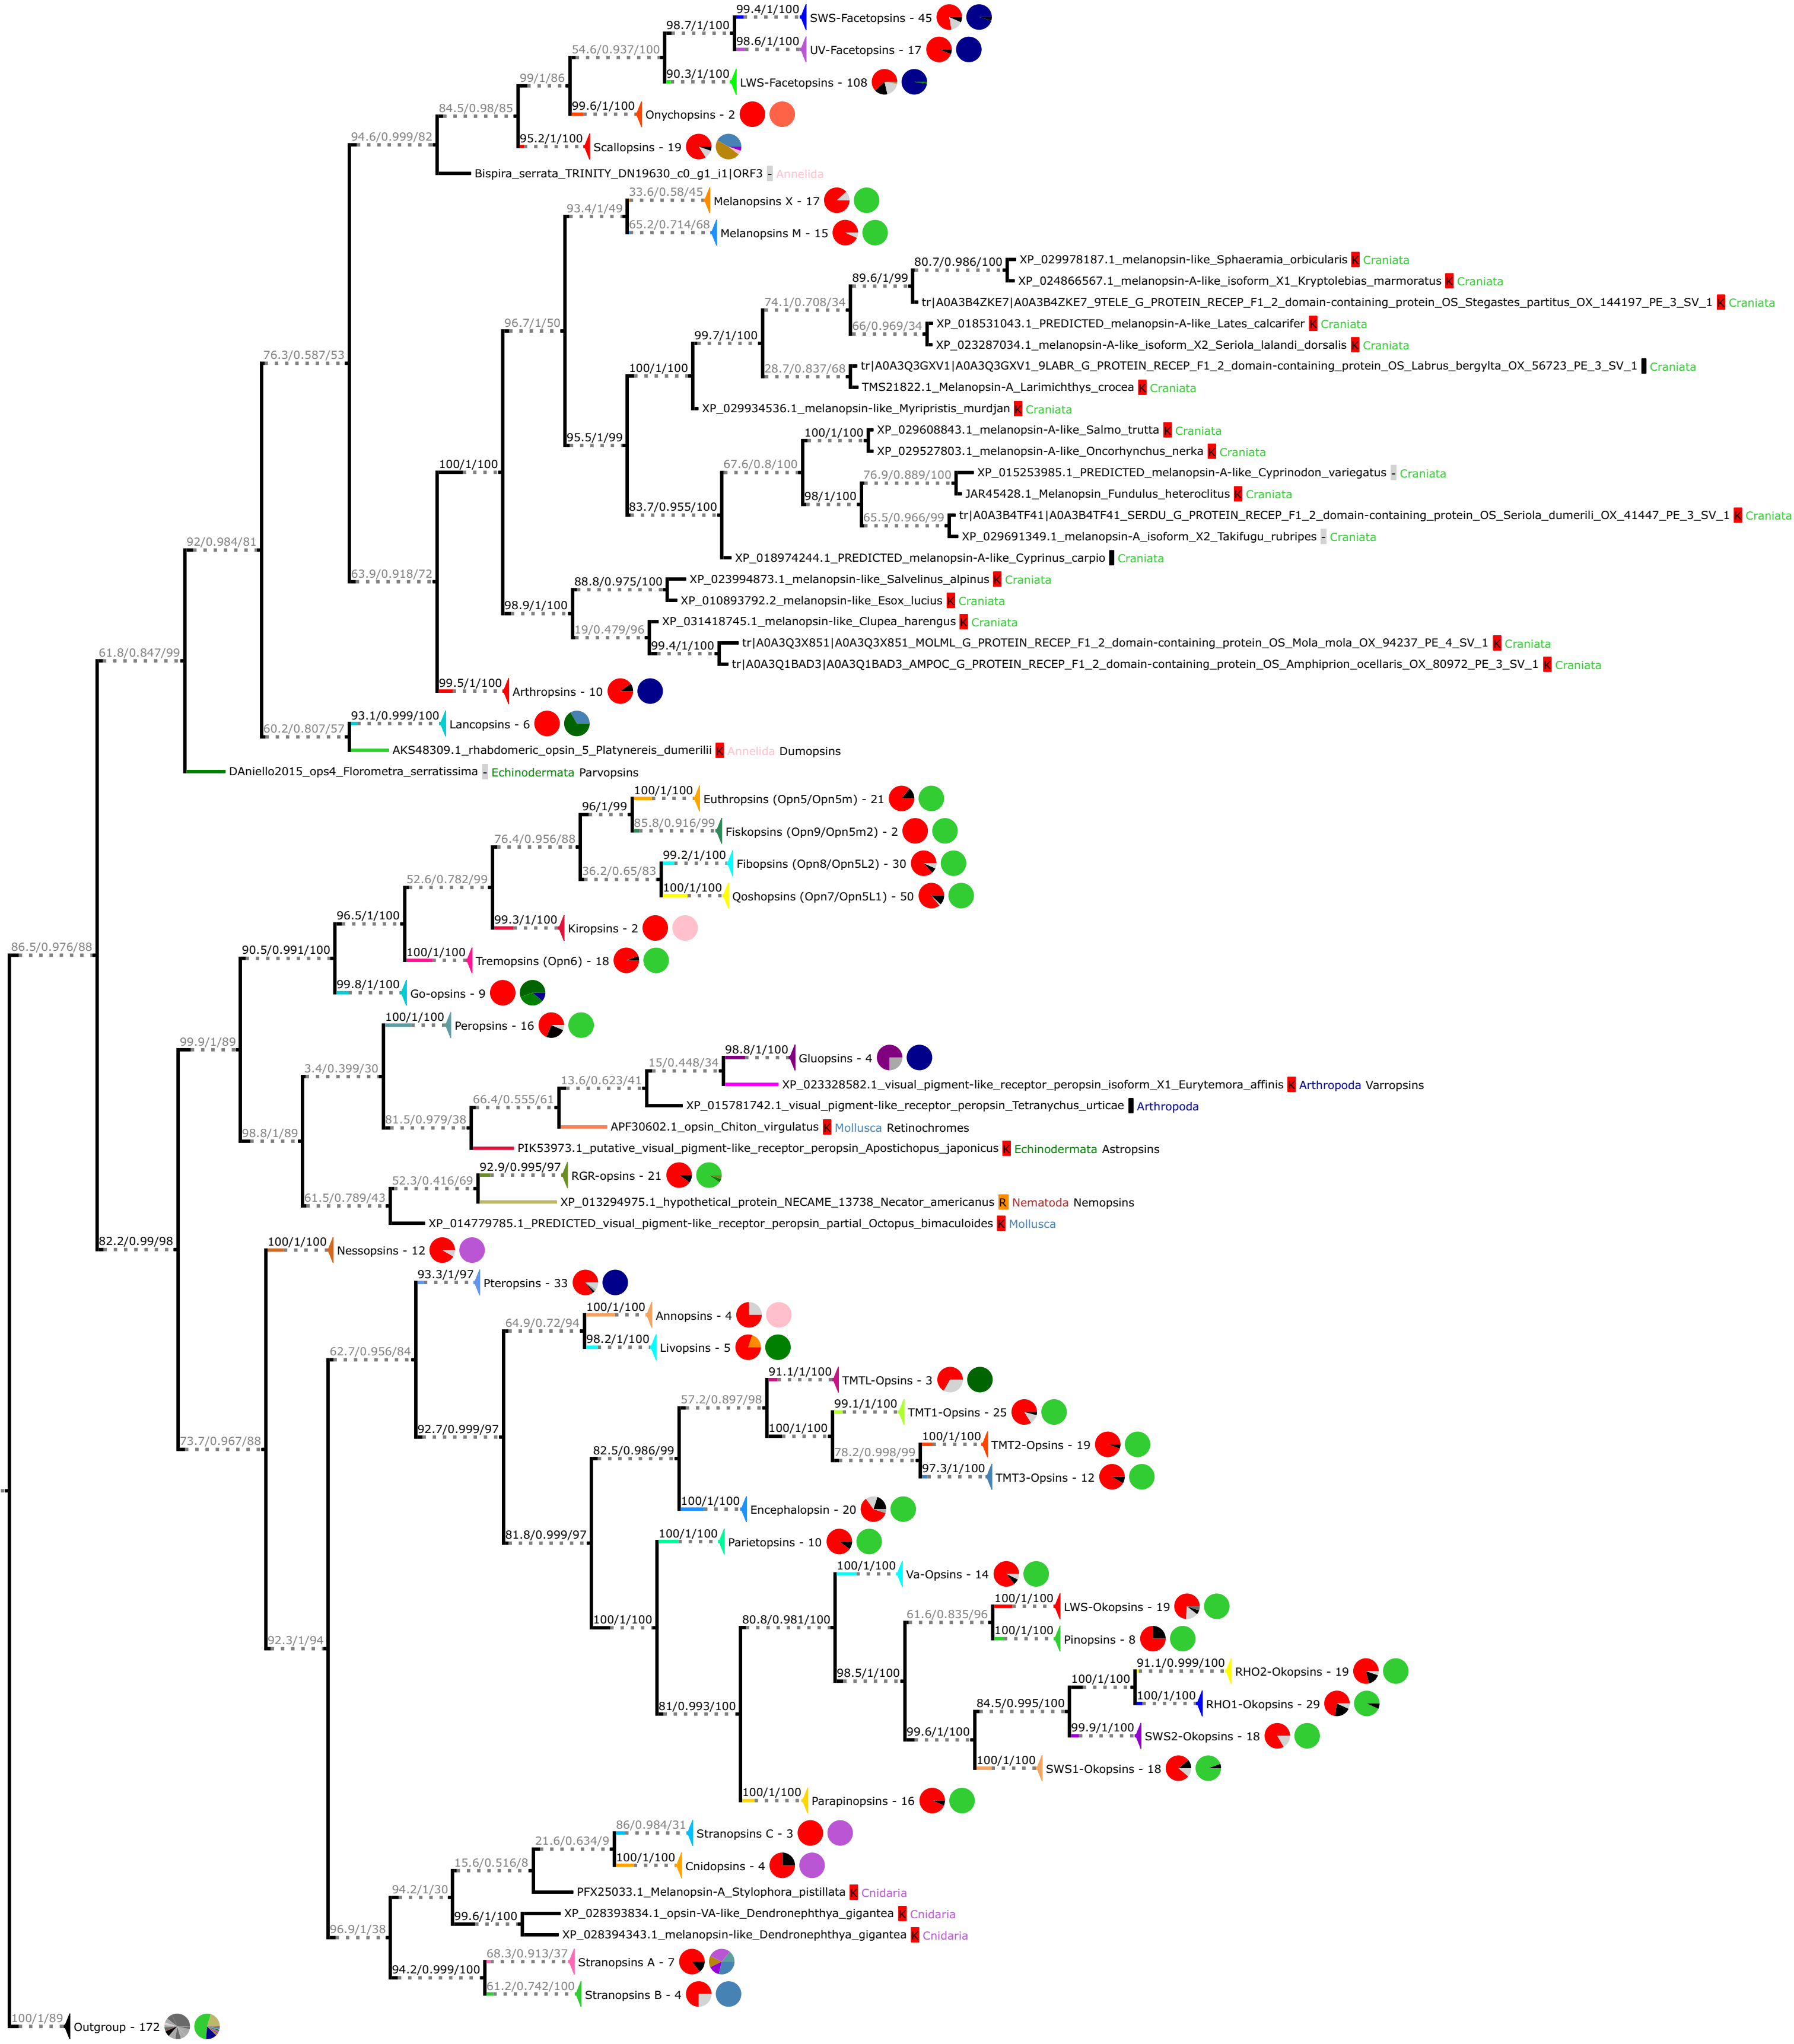 99.4/1/100
SWS-Facetopsins - 45
98.7/1/100
98.6/1/100
UV-Facetopsins - 17
54.6/0.937/100
90.3/1/100
LWS-Facetopsins - 108
99/1/86
99.6/1/100
Onychopsins - 2
84.5/0.98/85
95.2/1/100
Scallopsins - 19
94.6/0.999/82
Bispira_serrata_TRINITY_DN19630_c0_g1_i1|ORF3 - Annelida
33.6/0.58/45
Melanopsins X - 17
93.4/1/49
65.2/0.714/68
Melanopsins M - 15
80.7/0.986/100
XP_029978187.1_melanopsin-like_Sphaeramia_orbicularis K Craniata
89.6/1/99
XP_024866567.1_melanopsin-A-like_isoform_X1_Kryptolebias_marmoratus K Craniata
74.1/0.708/34
tr|A0A3B4ZKE7|A0A3B4ZKE7_9TELE_G_PROTEIN_RECEP_F1_2_domain-containing_protein_OS_Stegastes_partitus_OX_144197_PE_3_SV_1 K Craniata
66/0.969/34
XP_018531043.1_PREDICTED_melanopsin-A-like_Lates_calcarifer K Craniata
96.7/1/50
99.7/1/100
XP_023287034.1_melanopsin-A-like_isoform_X2_Seriola_lalandi_dorsalis K Craniata
76.3/0.587/53
tr|A0A3Q3GXV1|A0A3Q3GXV1_9LABR_G_PROTEIN_RECEP_F1_2_domain-containing_protein_OS_Labrus_bergylta_OX_56723_PE_3_SV_1 Craniata
100/1/100
28.7/0.837/68
TMS21822.1_Melanopsin-A_Larimichthys_crocea K Craniata
XP_029934536.1_melanopsin-like_Myripristis_murdjan K Craniata
100/1/100
XP_029608843.1_melanopsin-A-like_Salmo_trutta K Craniata
95.5/1/99
XP_029527803.1_melanopsin-A-like_Oncorhynchus_nerka K Craniata
100/1/100
67.6/0.8/100
76.9/0.889/100
XP_015253985.1_PREDICTED_melanopsin-A-like_Cyprinodon_variegatus - Craniata
98/1/100
JAR45428.1_Melanopsin_Fundulus_heteroclitus K Craniata
83.7/0.955/100
65.5/0.966/99
tr|A0A3B4TF41|A0A3B4TF41_SERDU_G_PROTEIN_RECEP_F1_2_domain-containing_protein_OS_Seriola_dumerili_OX_41447_PE_3_SV_1 K Craniata
XP_029691349.1_melanopsin-A_isoform_X2_Takifugu_rubripes - Craniata
92/0.984/81
XP_018974244.1_PREDICTED_melanopsin-A-like_Cyprinus_carpio Craniata
63.9/0.918/72
88.8/0.975/100
XP_023994873.1_melanopsin-like_Salvelinus_alpinus K Craniata
98.9/1/100
XP_010893792.2_melanopsin-like_Esox_lucius K Craniata
19/0.479/96
XP_031418745.1_melanopsin-like_Clupea_harengus K Craniata
99.4/1/100
tr|A0A3Q3X851|A0A3Q3X851_MOLML_G_PROTEIN_RECEP_F1_2_domain-containing_protein_OS_Mola_mola_OX_94237_PE_4_SV_1 K Craniata
61.8/0.847/99
tr|A0A3Q1BAD3|A0A3Q1BAD3_AMPOC_G_PROTEIN_RECEP_F1_2_domain-containing_protein_OS_Amphiprion_ocellaris_OX_80972_PE_3_SV_1 K Craniata
99.5/1/100
Arthropsins - 10
93.1/0.999/100
Lancopsins - 6
60.2/0.807/57
AKS48309.1_rhabdomeric_opsin_5_Platynereis_dumerilii K Annelida Dumopsins
DAniello2015_ops4_Florometra_serratissima - Echinodermata Parvopsins
100/1/100
Euthropsins (Opn5/Opn5m) - 21
96/1/99
85.8/0.916/99
Fiskopsins (Opn9/Opn5m2) - 2
76.4/0.956/88
99.2/1/100
Fibopsins (Opn8/Opn5L2) - 30
36.2/0.65/83
52.6/0.782/99
100/1/100
Qoshopsins (Opn7/Opn5L1) - 50
96.5/1/100
99.3/1/100
Kiropsins - 2
86.5/0.976/88
90.5/0.991/100
100/1/100
Tremopsins (Opn6) - 18
99.8/1/100
Go-opsins - 9
99.9/1/89
100/1/100
Peropsins - 16
98.8/1/100
Gluopsins - 4
3.4/0.399/30
15/0.448/34
13.6/0.623/41
XP_023328582.1_visual_pigment-like_receptor_peropsin_isoform_X1_Eurytemora_affinis K Arthropoda Varropsins
66.4/0.555/61
XP_015781742.1_visual_pigment-like_receptor_peropsin_Tetranychus_urticae Arthropoda
81.5/0.979/38
APF30602.1_opsin_Chiton_virgulatus K Mollusca Retinochromes
98.8/1/89
PIK53973.1_putative_visual_pigment-like_receptor_peropsin_Apostichopus_japonicus K Echinodermata Astropsins
92.9/0.995/97
RGR-opsins - 21
52.3/0.416/69
61.5/0.789/43
XP_013294975.1_hypothetical_protein_NECAME_13738_Necator_americanus R Nematoda Nemopsins
XP_014779785.1_PREDICTED_visual_pigment-like_receptor_peropsin_partial_Octopus_bimaculoides K Mollusca
82.2/0.99/98
100/1/100
Nessopsins - 12
93.3/1/97
Pteropsins - 33
100/1/100
Annopsins - 4
64.9/0.72/94
62.7/0.956/84
98.2/1/100
Livopsins - 5
91.1/1/100
TMTL-Opsins - 3
57.2/0.897/98
99.1/1/100
TMT1-Opsins - 25
92.7/0.999/97
100/1/100
73.7/0.967/88
100/1/100
TMT2-Opsins - 19
82.5/0.986/99
78.2/0.998/99
97.3/1/100
TMT3-Opsins - 12
100/1/100
Encephalopsin - 20
81.8/0.999/97
100/1/100
Parietopsins - 10
100/1/100
Va-Opsins - 14
100/1/100
LWS-Okopsins - 19
100/1/100
80.8/0.981/100
61.6/0.835/96
92.3/1/94
100/1/100
Pinopsins - 8
91.1/0.999/100
RHO2-Okopsins - 19
98.5/1/100
100/1/100
100/1/100
RHO1-Okopsins - 29
81/0.993/100
84.5/0.995/100
99.6/1/100
99.9/1/100
SWS2-Okopsins - 18
100/1/100
SWS1-Okopsins - 18
100/1/100
Parapinopsins - 16
86/0.984/31
Stranopsins C - 3
21.6/0.634/9
100/1/100
Cnidopsins - 4
15.6/0.516/8
94.2/1/30
PFX25033.1_Melanopsin-A_Stylophora_pistillata K Cnidaria
99.6/1/100
XP_028393834.1_opsin-VA-like_Dendronephthya_gigantea K Cnidaria
96.9/1/38
XP_028394343.1_melanopsin-like_Dendronephthya_gigantea K Cnidaria
68.3/0.913/37
Stranopsins A - 7
94.2/0.999/100
61.2/0.742/100
Stranopsins B - 4
100/1/89
Outgroup - 172